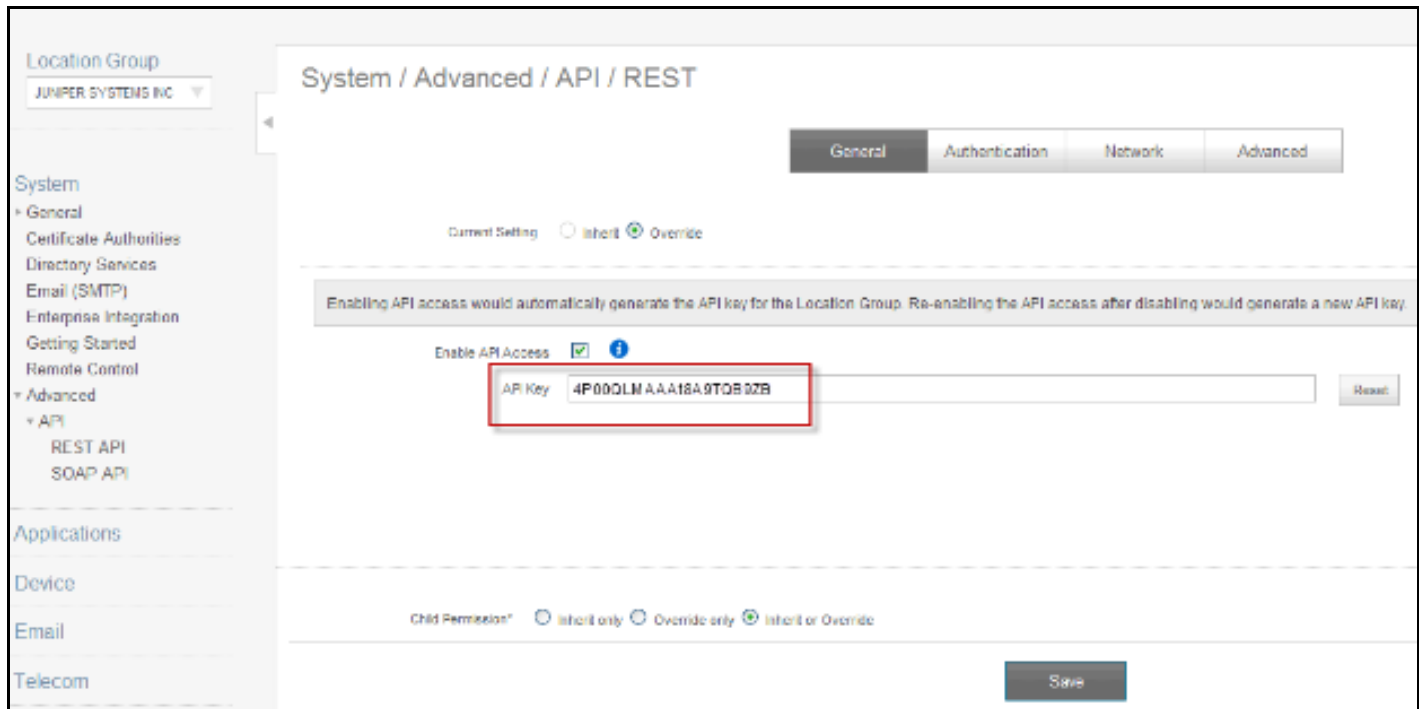 Location Group
JUNIPER SYSTEMS INC
System / Advanced / API / REST
General Authentication Network Advanced
System
General
Certificate Authorities
Directory Services
Email (SMTP)
Enterprise Integration
Getting Started
Remote Control
Advanced
API
REST API
SOAP API
Applications
Device
Email
Telecom
Current Setting Inherit Override
Enabling API access would automatically generate the API key for the Location Group. Re-enabling the API access after disabling would generate a new API key.
Enable API Access
API Key
Reset
Child Permission* Inherit only Override only Inherit or Override
Save